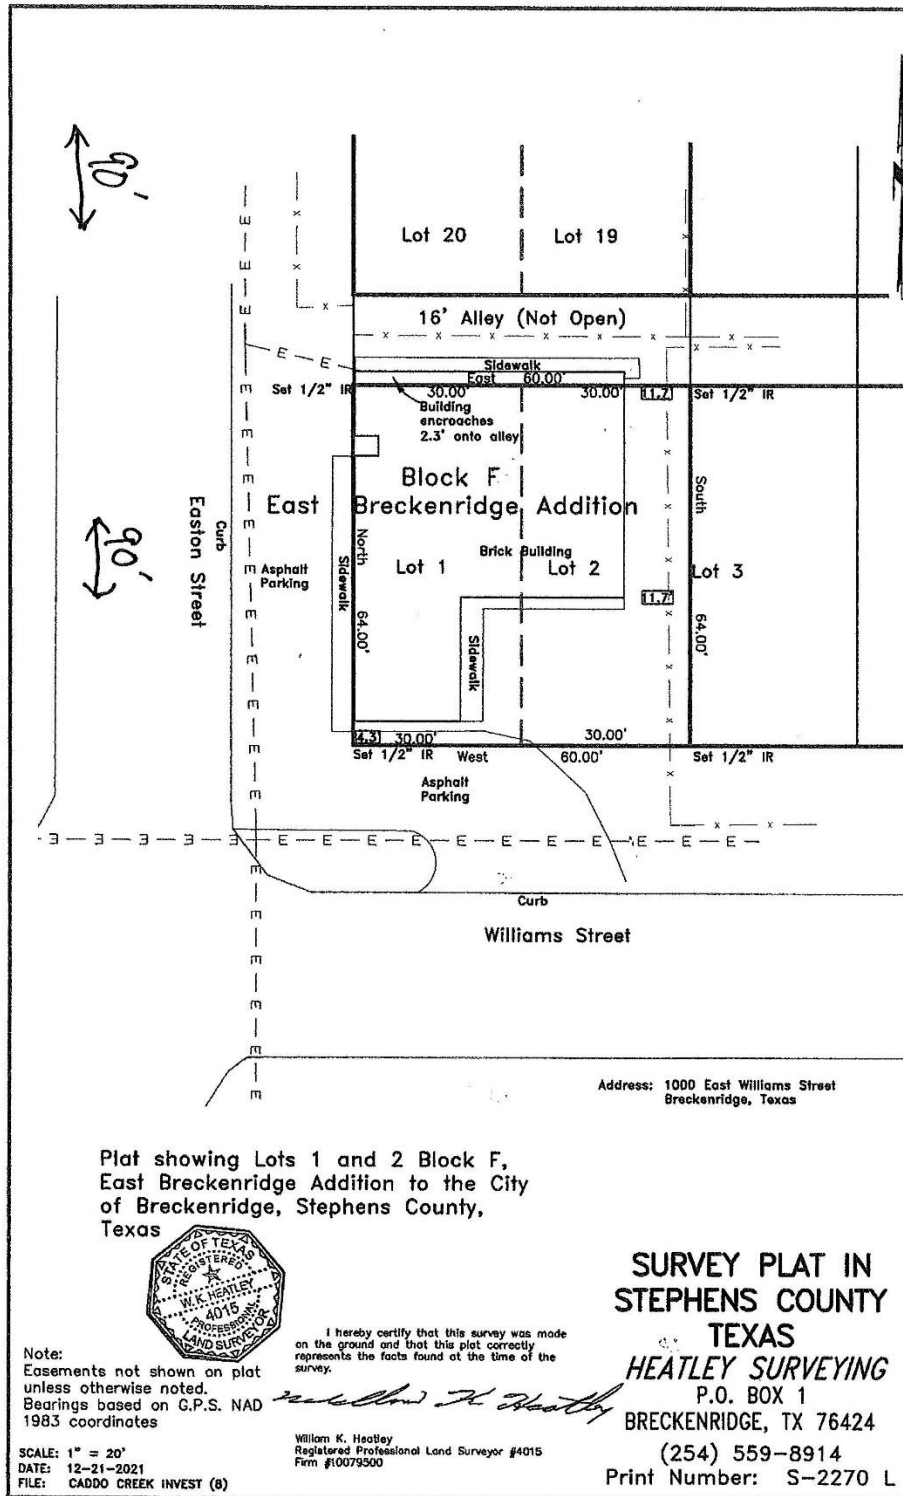 90'
Lot 20
Lot 19
16' Alley (Not Open)
Sidewalk
East 60.00'
Set 1/2" IR
30.00'
30.00'
11.7'
Set 1/2" IR
Building
encroaches
2.3' onto alley
Block F
East Breckenridge Addition
90'
Easton Street
Curb
Asphalt
Parking
Sidewalk
North 64.00'
Lot 1
Brick Building
Lot 2
South 64.00'
Lot 3
11.7'
Sidewalk
4.3'
30.00'
30.00'
Set 1/2" IR
West
60.00'
Set 1/2" IR
Asphalt
Parking
Curb
Williams Street
Address: 1000 East Williams Street
Breckenridge, Texas
Plat showing Lots 1 and 2 Block F,
East Breckenridge Addition to the City
of Breckenridge, Stephens County,
Texas
STATE OF TEXAS
REGISTERED
W. K. HEATLEY
4015
PROFESSIONAL
LAND SURVEYOR
Note:
Easements not shown on plat
unless otherwise noted.
Bearings based on G.P.S. NAD
1983 coordinates
SCALE: 1" = 20'
DATE: 12-21-2021
FILE: CADDO CREEK INVEST (8)
I hereby certify that this survey was made
on the ground and that this plat correctly
represents the facts found at the time of the
survey.
William K. Heatley
William K. Heatley
Registered Professional Land Surveyor #4015
Firm #10079500
SURVEY PLAT IN
STEPHENS COUNTY
TEXAS
HEATLEY SURVEYING
P.O. BOX 1
BRECKENRIDGE, TX 76424
(254) 559-8914
Print Number: S-2270 L